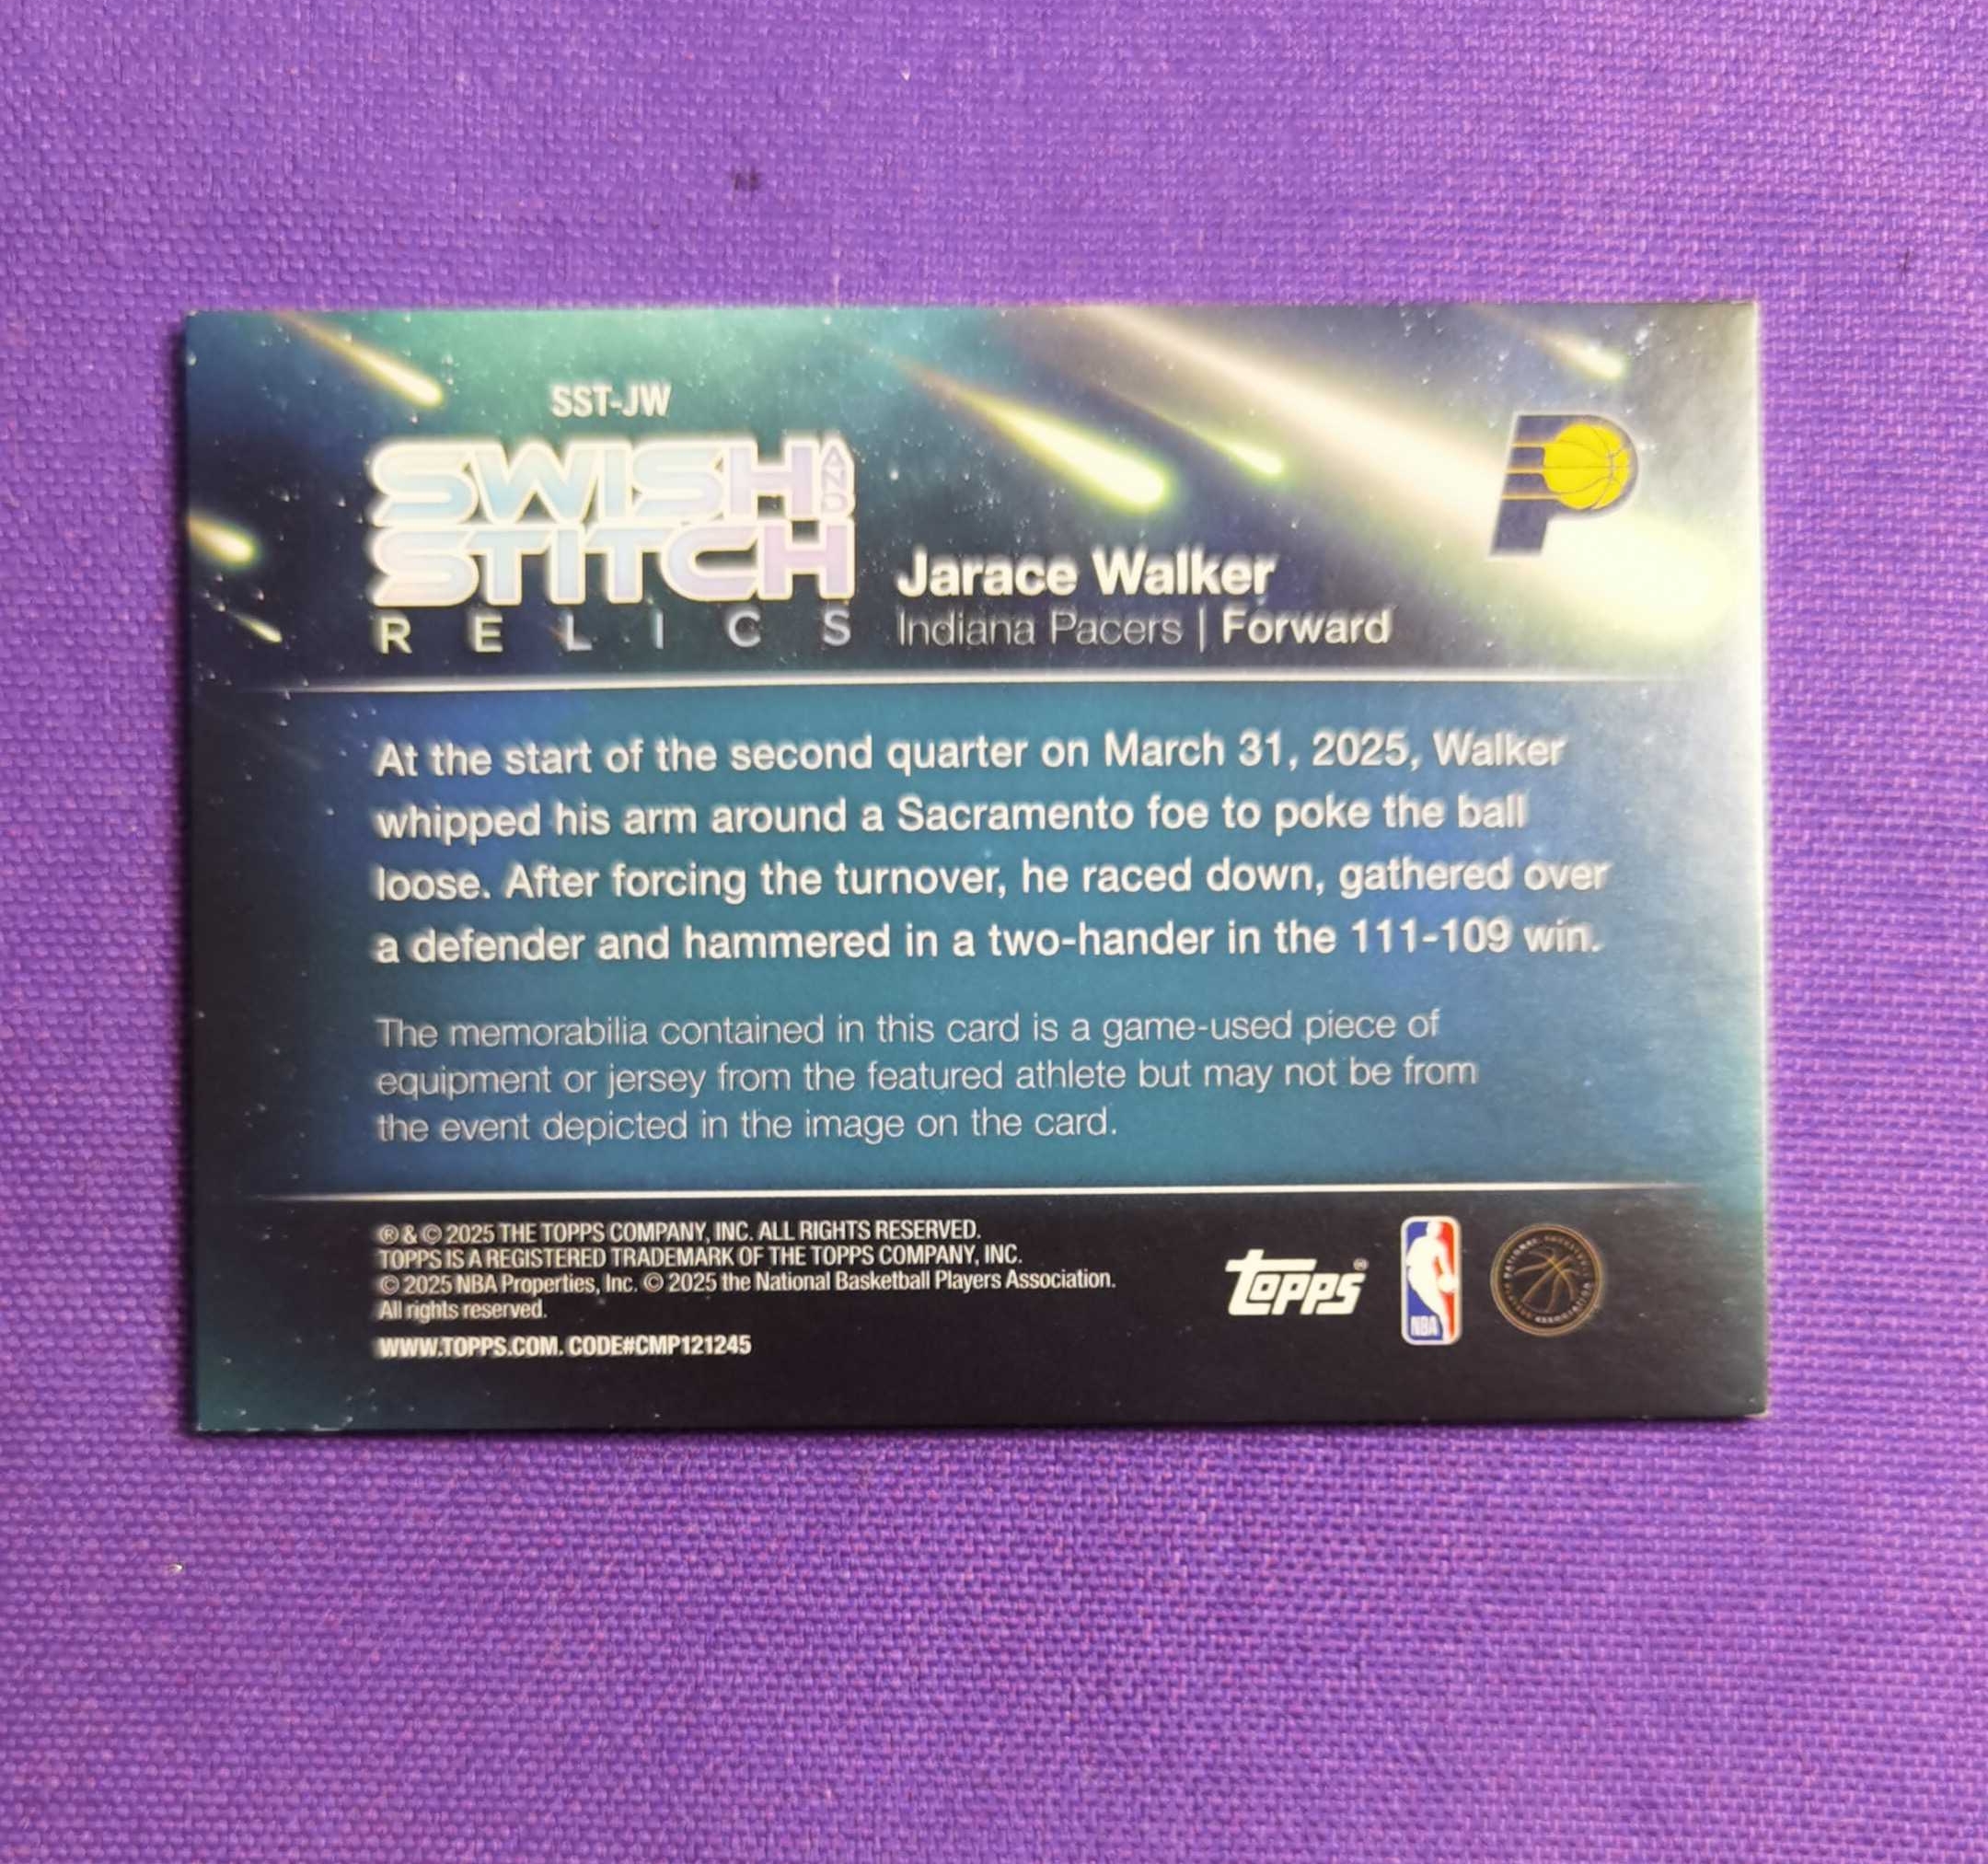 SST-JW
SWISH AND
STITCH
RELICS
Jarace Walker
Indiana Pacers | Forward
At the start of the second quarter on March 31, 2025, Walker
whipped his arm around a Sacramento foe to poke the ball
loose. After forcing the turnover, he raced down, gathered over
a defender and hammered in a two-hander in the 111-109 win.
The memorabilia contained in this card is a game-used piece of
equipment or jersey from the featured athlete but may not be from
the event depicted in the image on the card.
® & © 2025 THE TOPPS COMPANY, INC. ALL RIGHTS RESERVED.
TOPPS IS A REGISTERED TRADEMARK OF THE TOPPS COMPANY, INC.
© 2025 NBA Properties, Inc. © 2025 the National Basketball Players Association.
All rights reserved.
WWW.TOPPS.COM. CODE#CMP121245
topps®
NBA